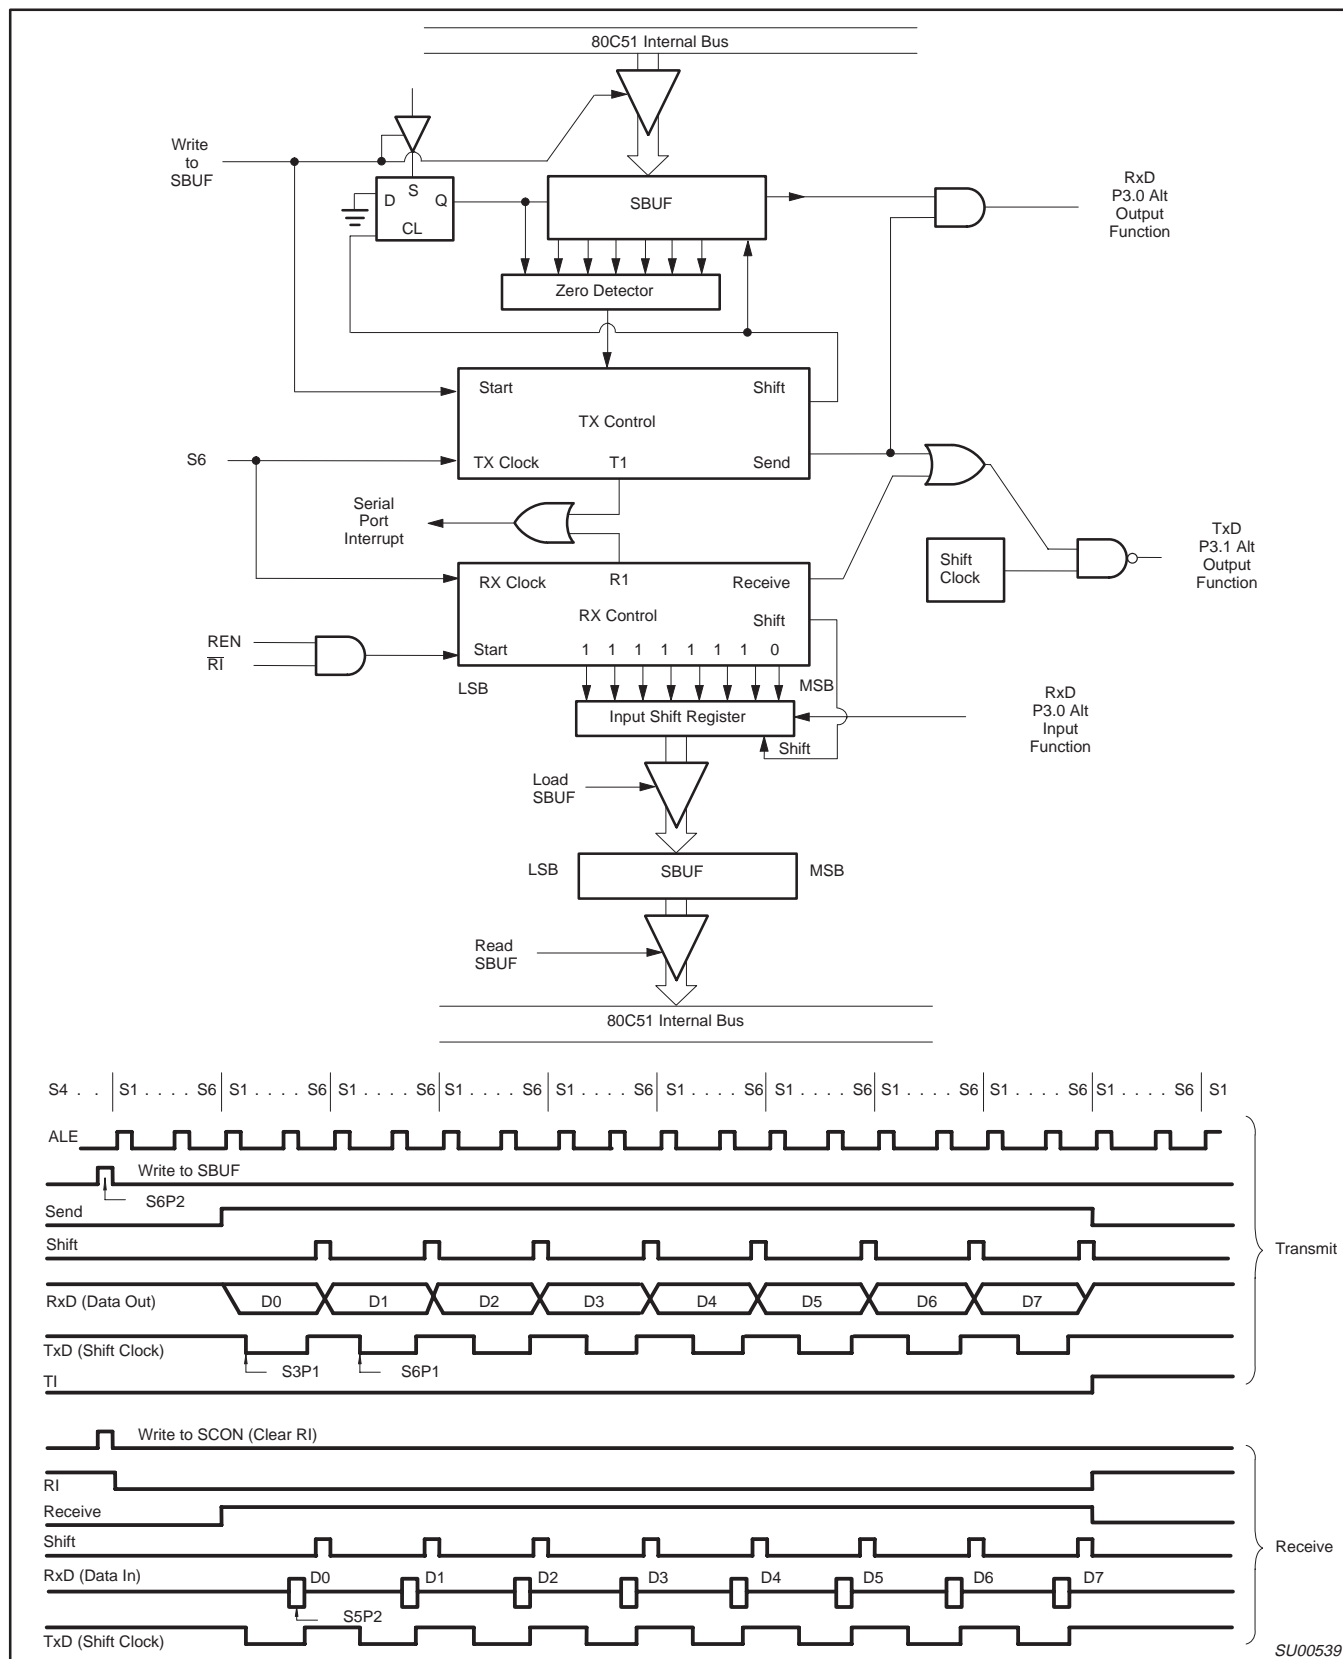 80C51 Internal Bus
Write
to
SBUF
S
D
Q
CL
SBUF
RxD
P3.0 Alt
Output
Function
Zero Detector
Start
Shift
TX Control
S6
TX Clock
T1
Send
Serial
Port
Interrupt
TxD
P3.1 Alt
Output
Function
Shift
Clock
RX Clock
R1
Receive
RX Control
Shift
REN
RI
Start
1 1 1 1 1 1 1 0
LSB
MSB
Input Shift Register
RxD
P3.0 Alt
Input
Function
Shift
Load
SBUF
LSB
SBUF
MSB
Read
SBUF
80C51 Internal Bus
S4 . . S1 . . . . S6 S1 . . . . S6 S1 . . . . S6 S1 . . . . S6 S1 . . . . S6 S1 . . . . S6 S1 . . . . S6 S1 . . . . S6 S1 . . . . S6 S1 . . . . S6 S1
ALE
Write to SBUF
S6P2
Send
Shift
Transmit
RxD (Data Out)
D0 D1 D2 D3 D4 D5 D6 D7
TxD (Shift Clock)
S3P1
S6P1
TI
Write to SCON (Clear RI)
RI
Receive
Shift
Receive
RxD (Data In)
D0 D1 D2 D3 D4 D5 D6 D7
S5P2
TxD (Shift Clock)
SU00539